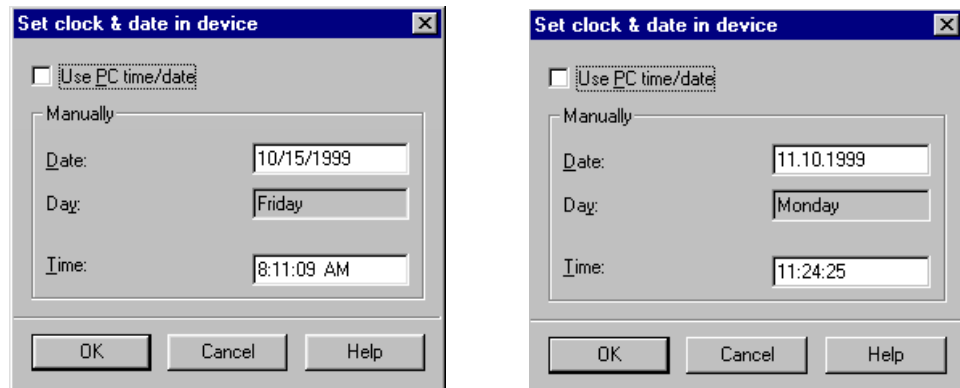 Set clock & date in device
Use PC time/date
Manually
Date: 10/15/1999
Day: Friday
Time: 8:11:09 AM
OK Cancel Help
Set clock & date in device
Use PC time/date
Manually
Date: 11.10.1999
Day: Monday
Time: 11:24:25
OK Cancel Help